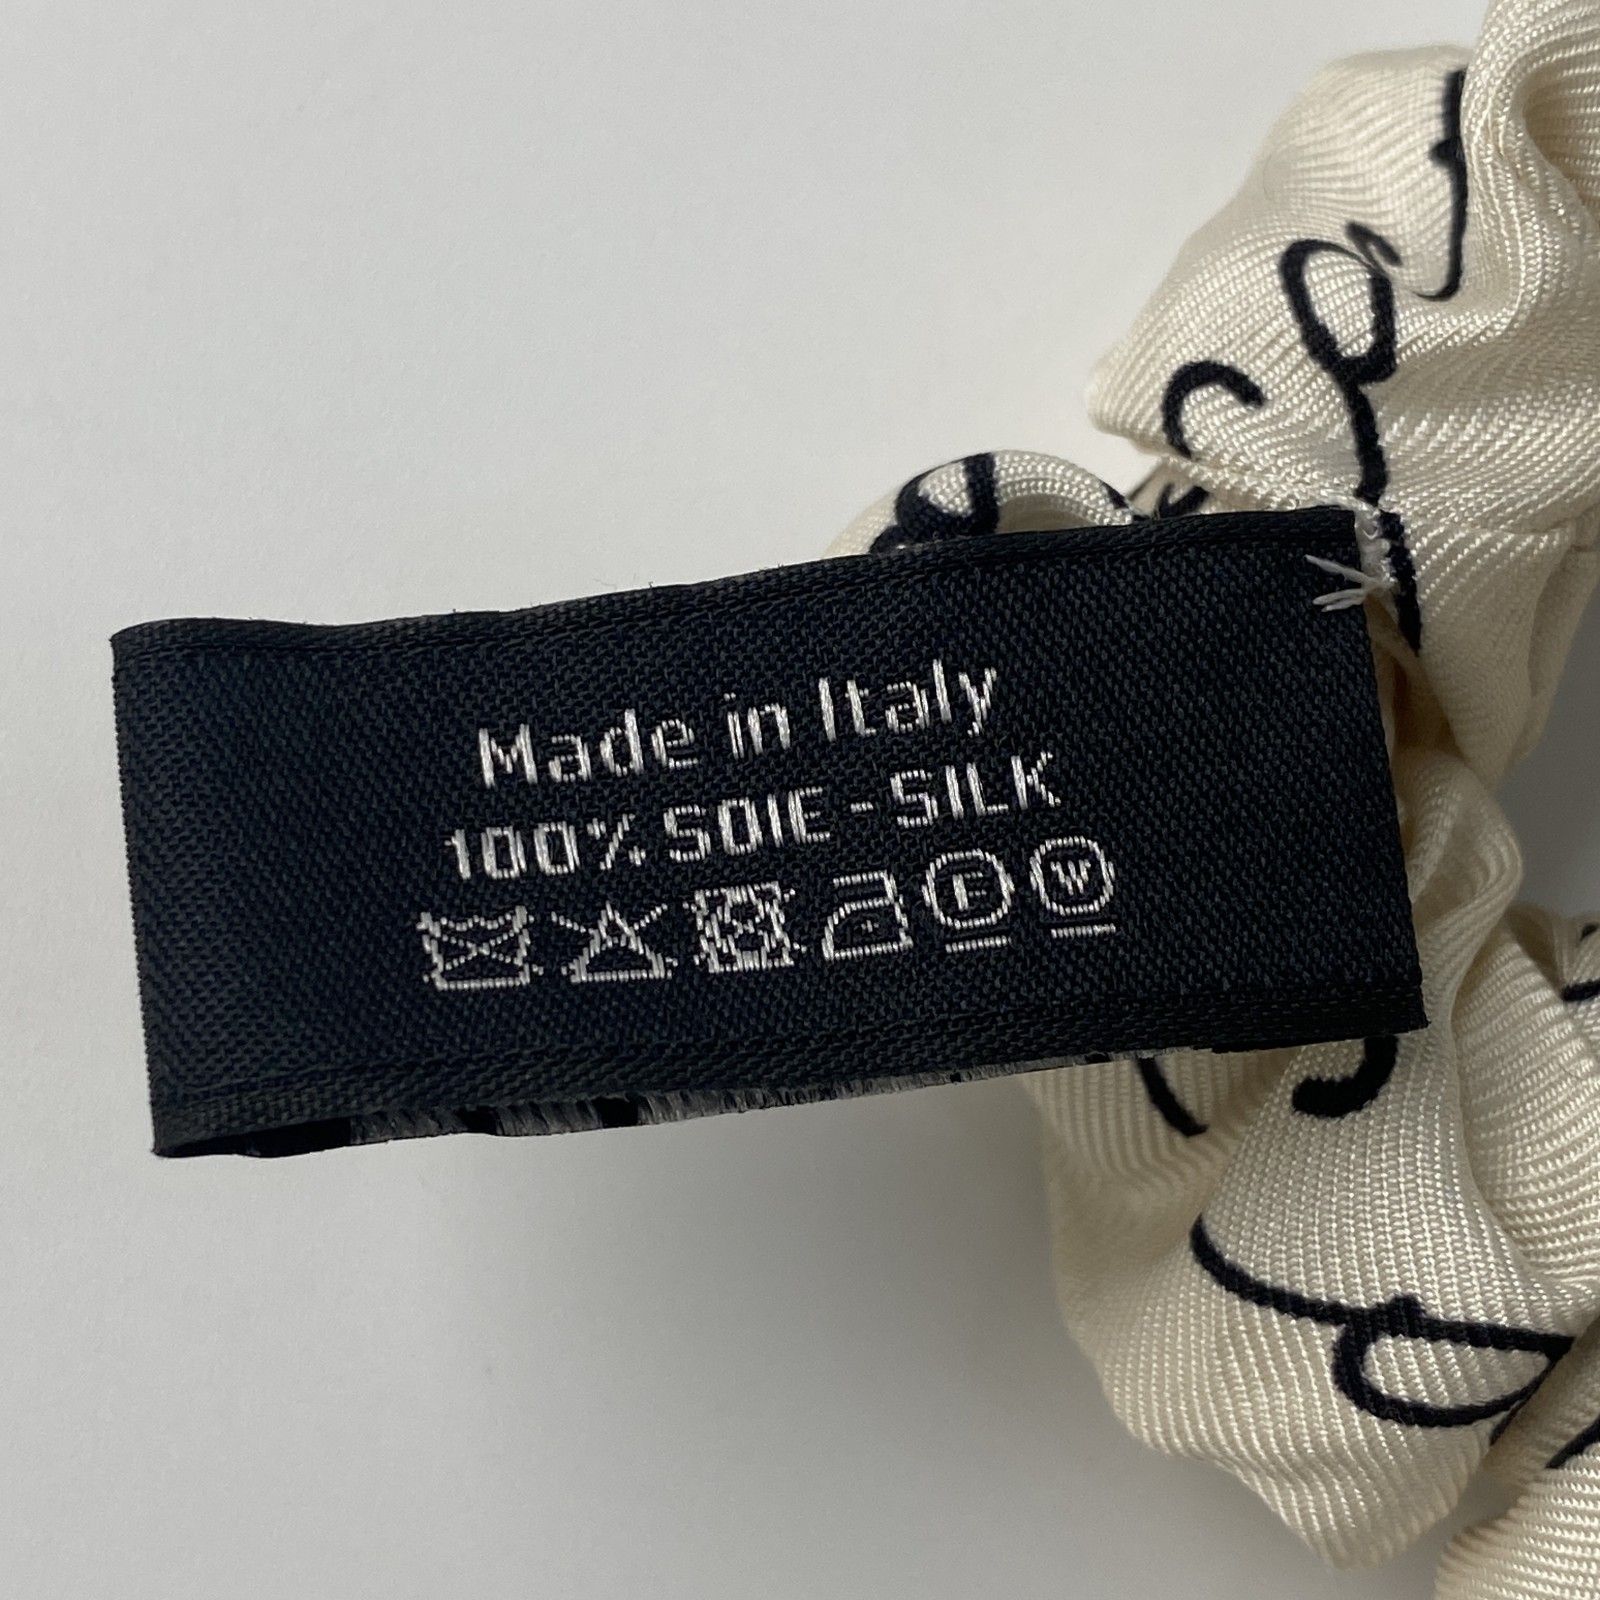 Made in Italy
100% SOIE - SILK
F W